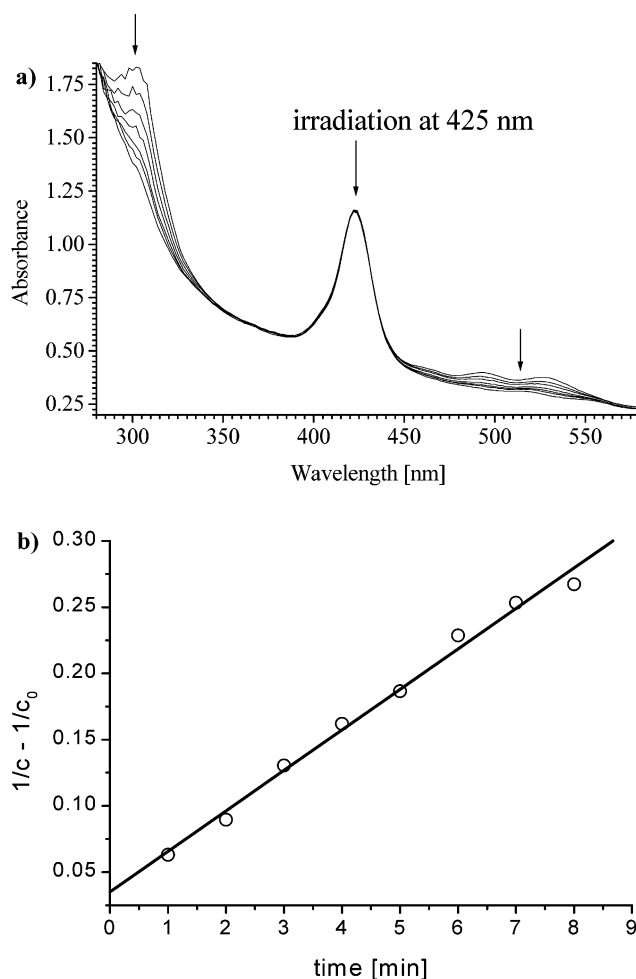 a)
irradiation at 425 nm
Absorbance
1.75
1.50
1.25
1.00
0.75
0.50
0.25
300 350 400 450 500 550
Wavelength [nm]
b)
1/c - 1/c₀
0.30
0.25
0.20
0.15
0.10
0.05
0 1 2 3 4 5 6 7 8 9
time [min]